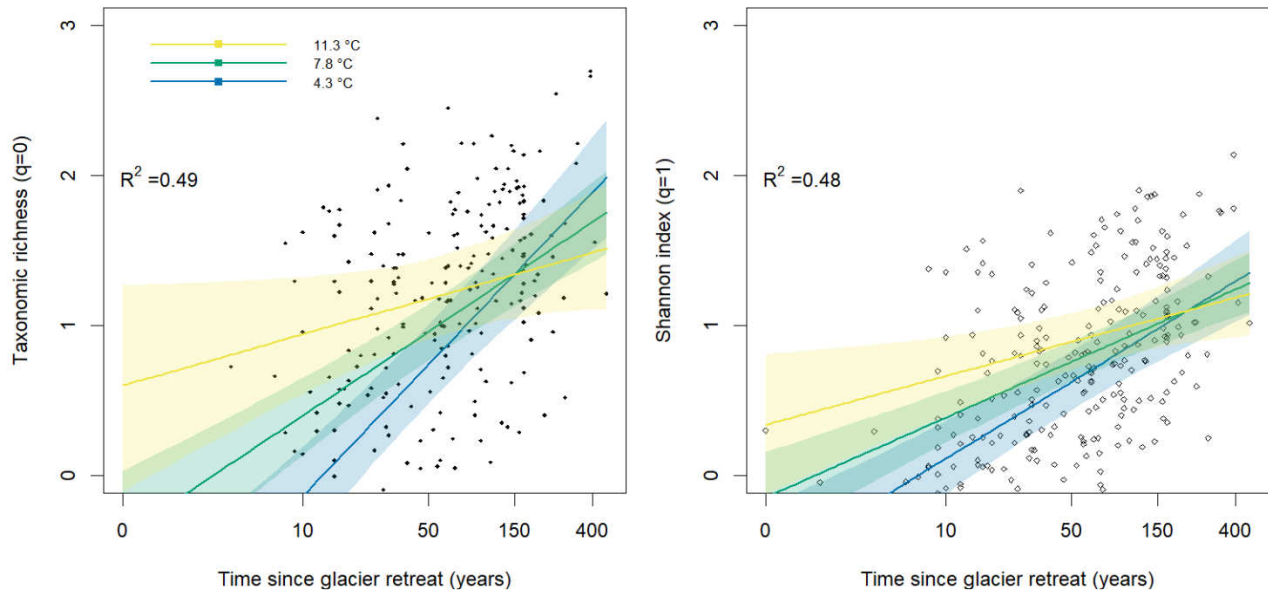 Taxonomic richness (q=0)
3
2
1
0
11.3 °C
7.8 °C
4.3 °C
R² =0.49
0 10 50 150 400
Time since glacier retreat (years)
Shannon index (q=1)
3
2
1
0
R² =0.48
0 10 50 150 400
Time since glacier retreat (years)